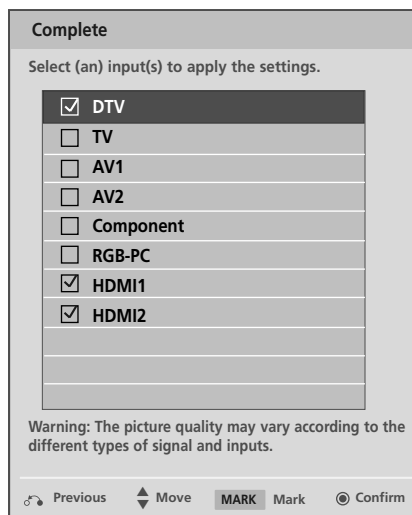 Complete
Select (an) input(s) to apply the settings.
DTV
TV
AV1
AV2
Component
RGB-PC
HDMI1
HDMI2
Warning: The picture quality may vary according to the
different types of signal and inputs.
Previous Move MARK Mark Confirm